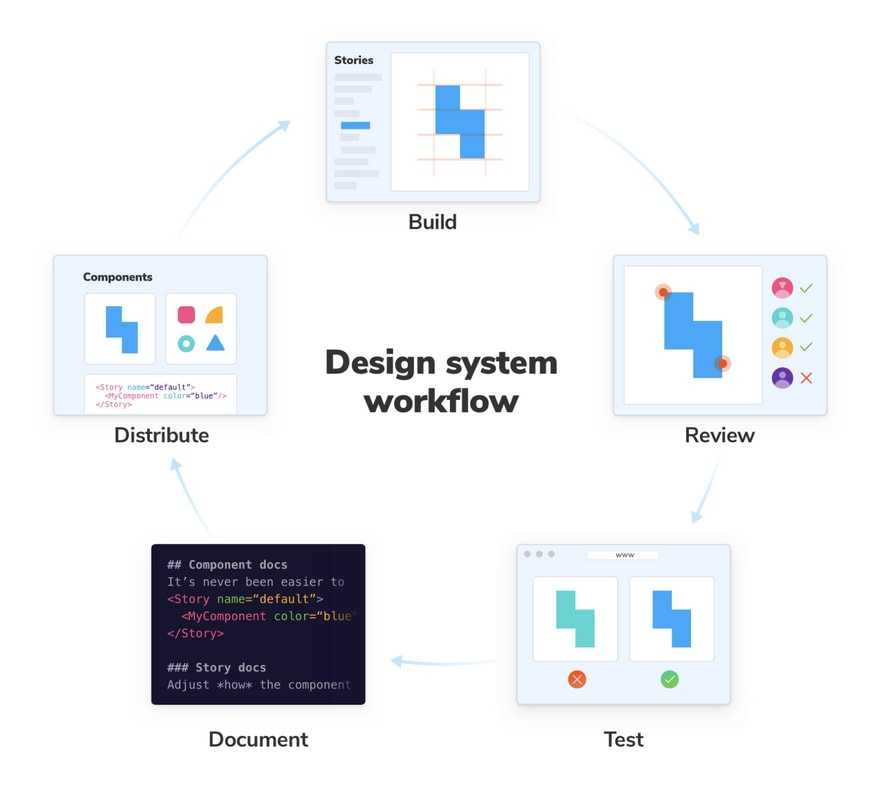 Stories
Build
Components
<Story name=“default”>
<MyComponent color=“blue”/>
</Story>
Distribute
Design system
workflow
Review
## Component docs
It’s never been easier to
<Story name=“default”>
<MyComponent color=“blue”
</Story>
### Story docs
Adjust *how* the component
Document
www
Test